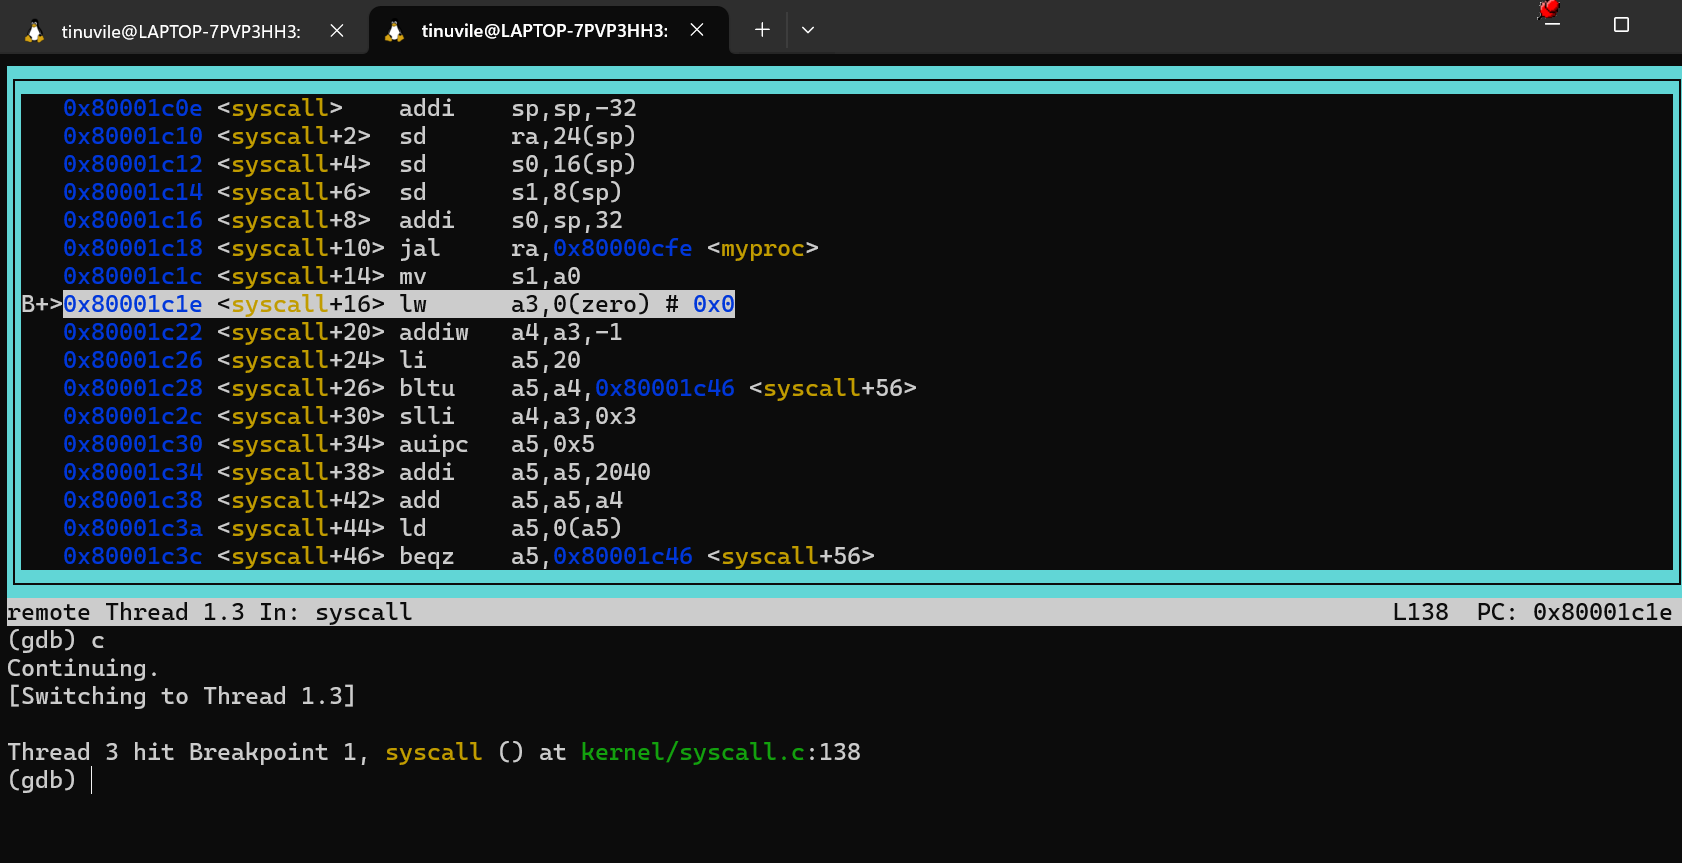 tinuvile@LAPTOP-7PVP3HH3: tinuvile@LAPTOP-7PVP3HH3:
0x80001c0e <syscall> addi sp,sp,-32
0x80001c10 <syscall+2> sd ra,24(sp)
0x80001c12 <syscall+4> sd s0,16(sp)
0x80001c14 <syscall+6> sd s1,8(sp)
0x80001c16 <syscall+8> addi s0,sp,32
0x80001c18 <syscall+10> jal ra,0x80000cfe <myproc>
0x80001c1c <syscall+14> mv s1,a0
B+>0x80001c1e <syscall+16> lw a3,0(zero) # 0x0
0x80001c22 <syscall+20> addiw a4,a3,-1
0x80001c26 <syscall+24> li a5,20
0x80001c28 <syscall+26> bltu a5,a4,0x80001c46 <syscall+56>
0x80001c2c <syscall+30> slli a4,a3,0x3
0x80001c30 <syscall+34> auipc a5,0x5
0x80001c34 <syscall+38> addi a5,a5,2040
0x80001c38 <syscall+42> add a5,a5,a4
0x80001c3a <syscall+44> ld a5,0(a5)
0x80001c3c <syscall+46> beqz a5,0x80001c46 <syscall+56>
remote Thread 1.3 In: syscall L138 PC: 0x80001c1e
(gdb) c
Continuing.
[Switching to Thread 1.3]
Thread 3 hit Breakpoint 1, syscall () at kernel/syscall.c:138
(gdb)